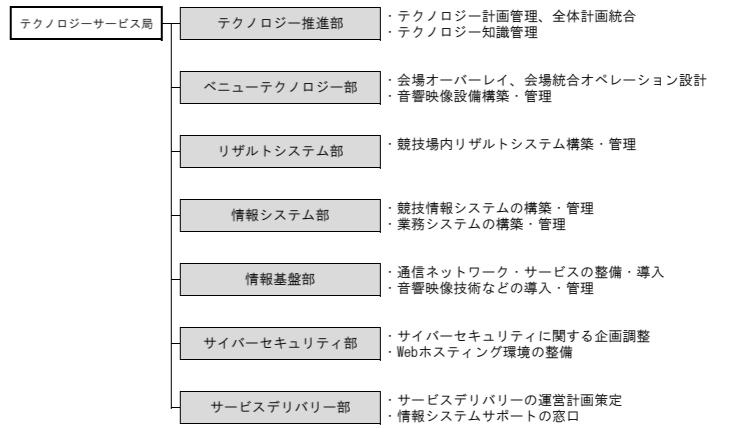 テクノロジーサービス局
テクノロジー推進部
・テクノロジー計画管理、全体計画統合
・テクノロジー知識管理
ベニューテクノロジー部
・会場オーバーレイ、会場統合オペレーション設計
・音響映像設備構築・管理
リザルトシステム部
・競技場内リザルトシステム構築・管理
情報システム部
・競技情報システムの構築・管理
・業務システムの構築・管理
情報基盤部
・通信ネットワーク・サービスの整備・導入
・音響映像技術などの導入・管理
サイバーセキュリティ部
・サイバーセキュリティに関する企画調整
・Webホスティング環境の整備
サービスデリバリー部
・サービスデリバリーの運営計画策定
・情報システムサポートの窓口